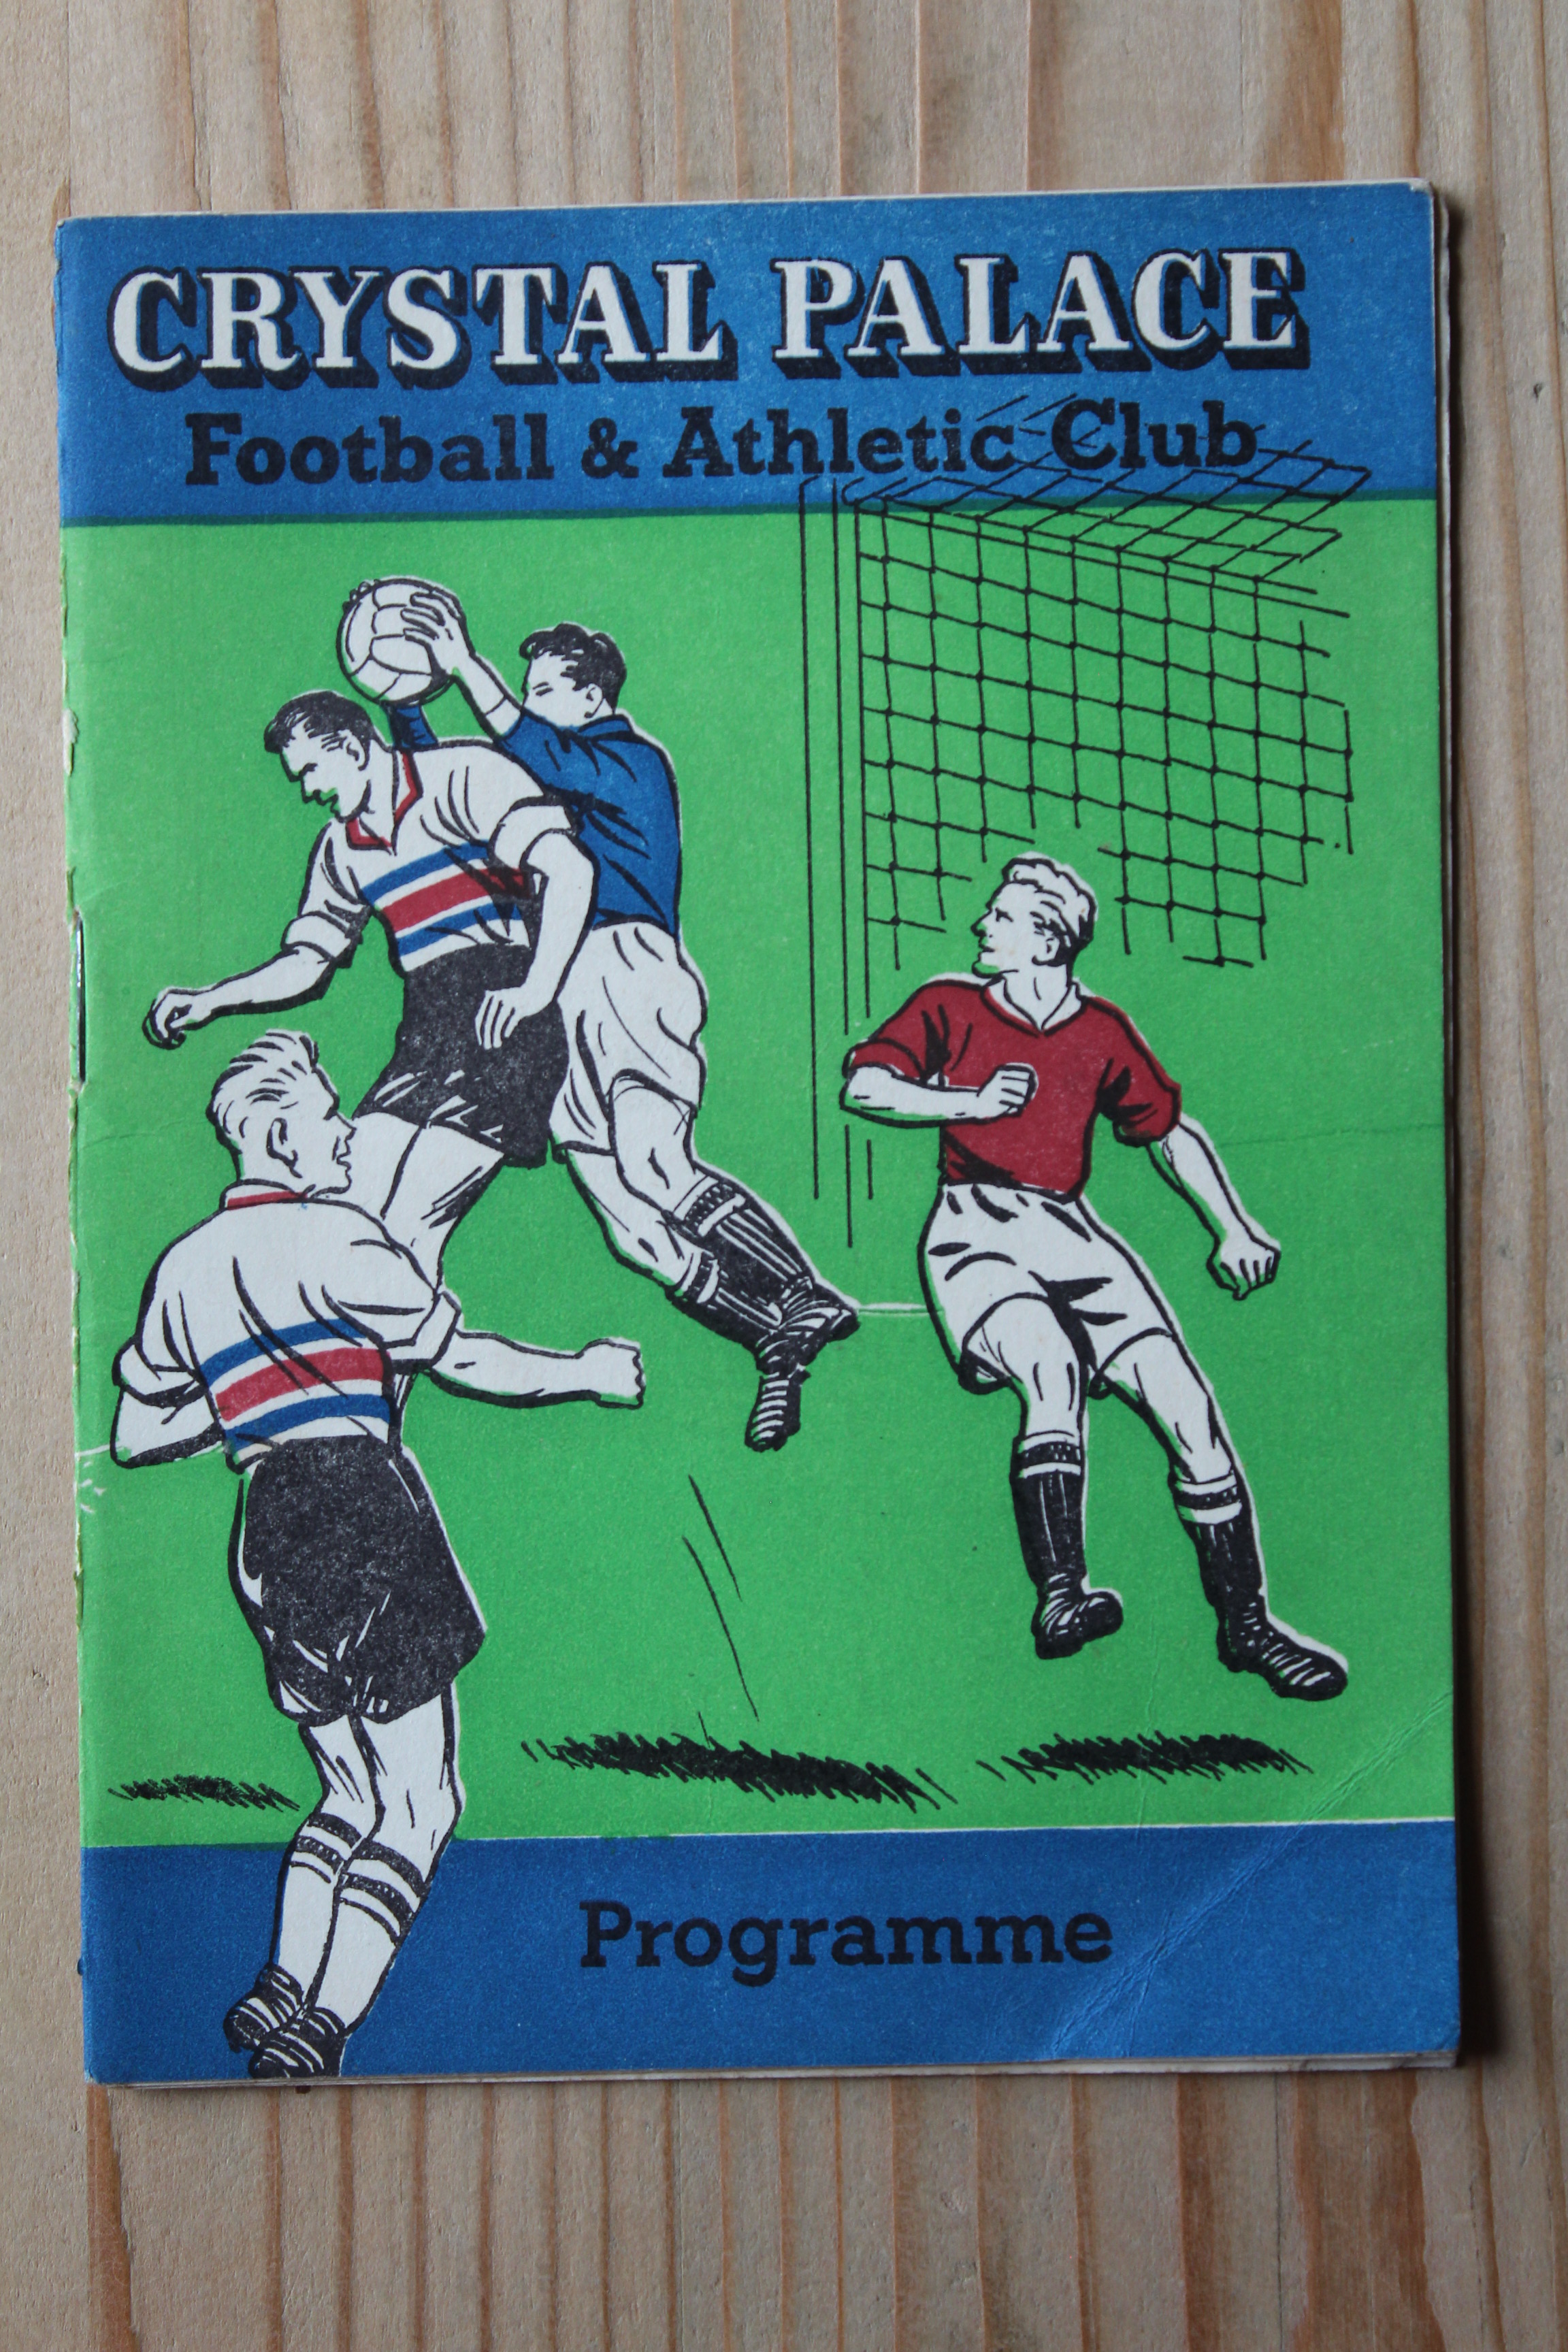 CRYSTAL PALACE
Football & Athletic Club
Programme